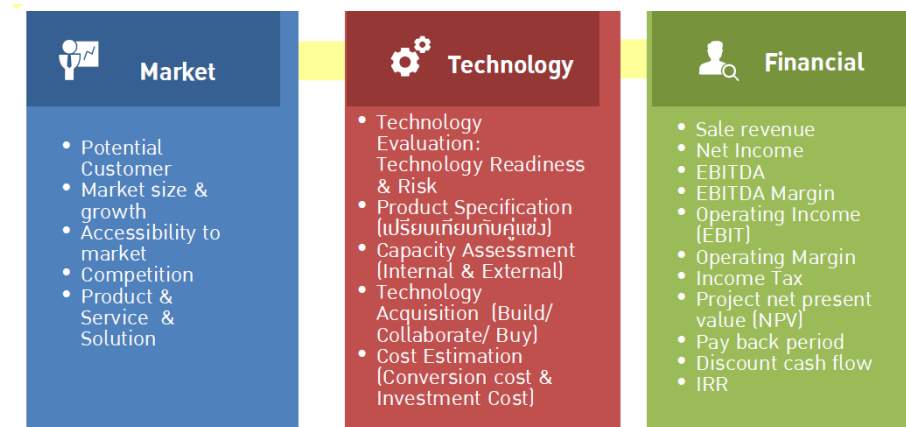 Market
• Potential
Customer
• Market size &
growth
• Accessibility to
market
• Competition
• Product &
Service &
Solution
Technology
• Technology
Evaluation:
Technology Readiness
& Risk
• Product Specification
(เปรียบเทียบกับคู่แข่ง)
• Capacity Assessment
(Internal & External)
• Technology
Acquisition (Build/
Collaborate/ Buy)
• Cost Estimation
(Conversion cost &
Investment Cost)
Financial
• Sale revenue
• Net Income
• EBITDA
• EBITDA Margin
• Operating Income
(EBIT)
• Operating Margin
• Income Tax
• Project net present
value (NPV)
• Pay back period
• Discount cash flow
• IRR